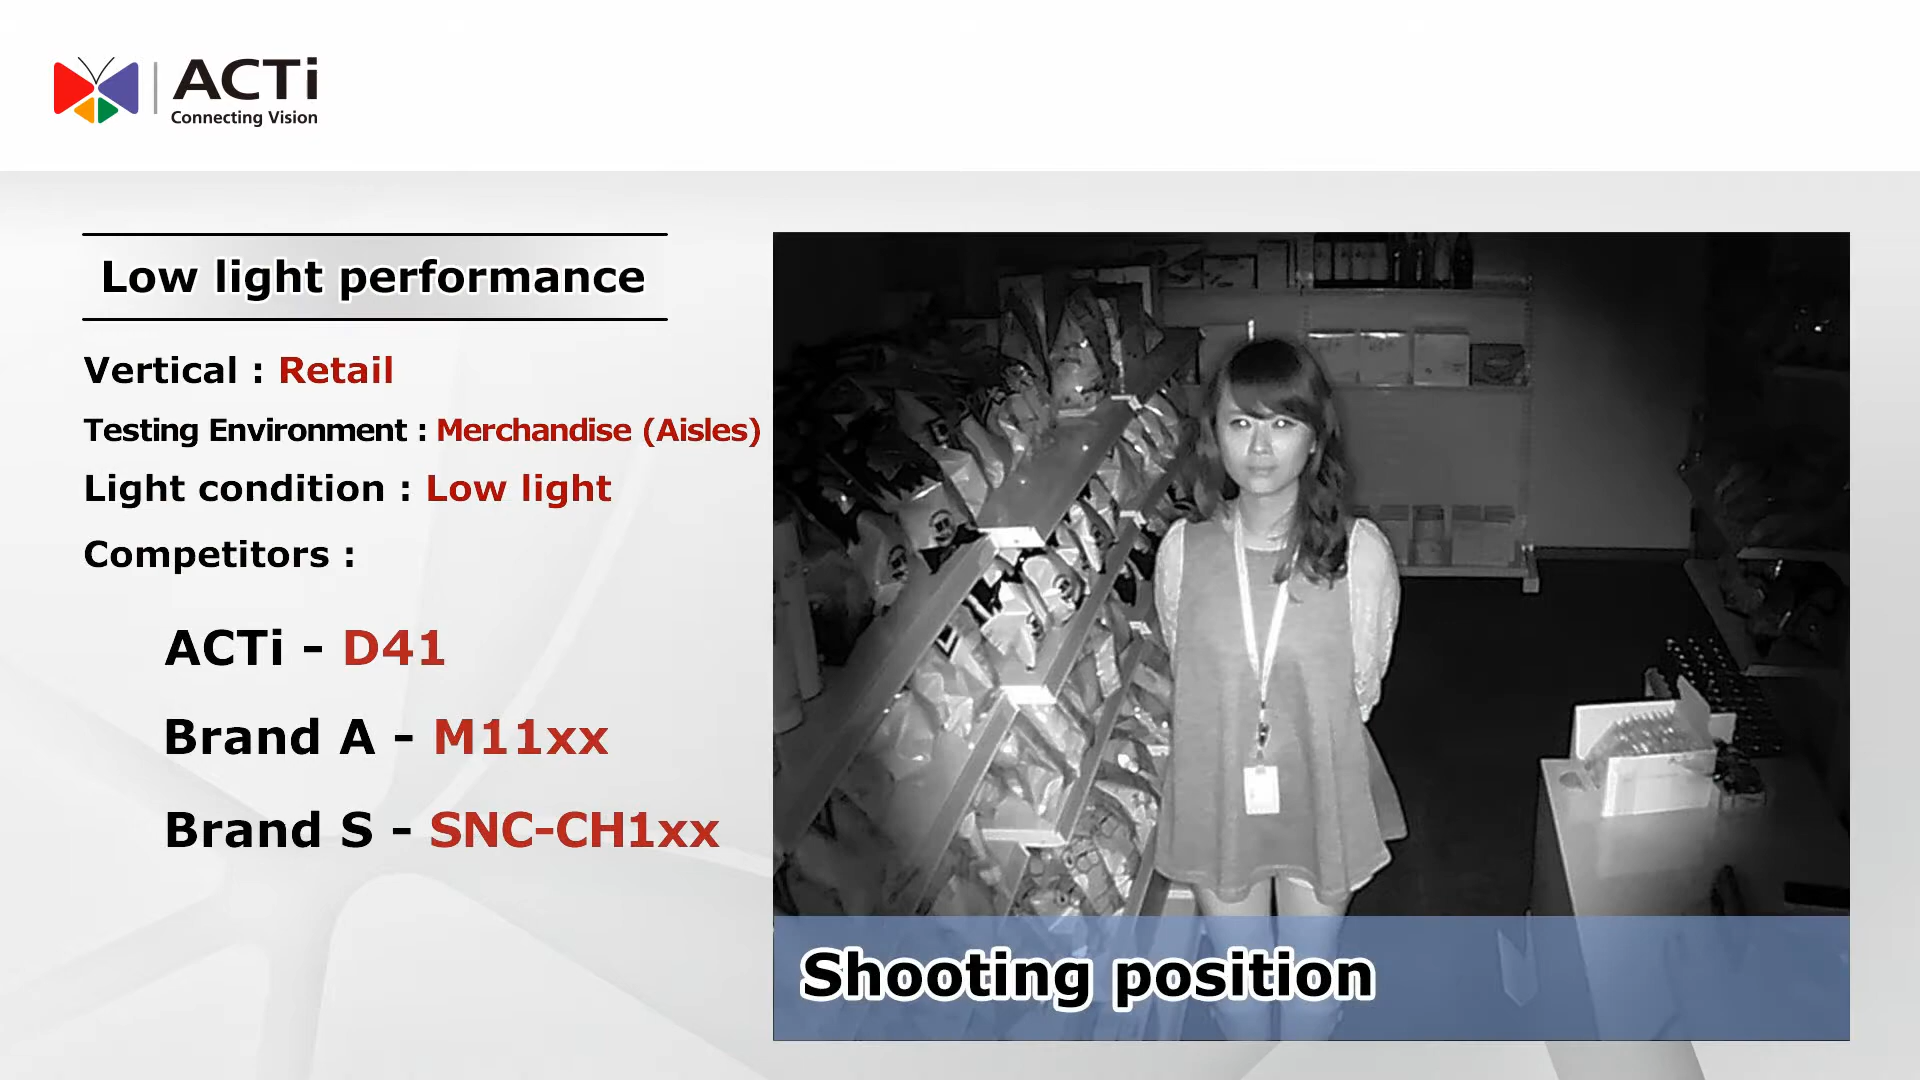 ACTi
Connecting Vision
Low light performance
Vertical : Retail
Testing Environment : Merchandise (Aisles)
Light condition : Low light
Competitors :
ACTi - D41
Brand A - M11xx
Brand S - SNC-CH1xx
Shooting position